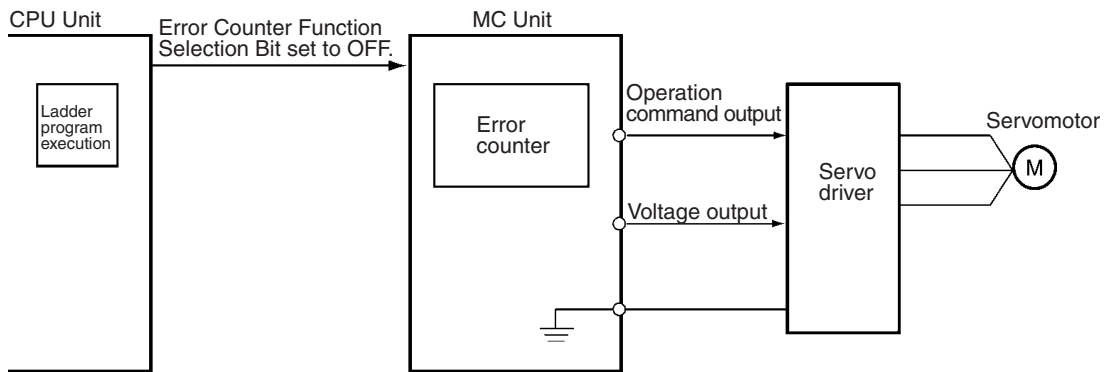 CPU Unit
Error Counter Function
Selection Bit set to OFF.
MC Unit
Ladder
program
execution
Error
counter
Operation
command output
Voltage output
Servo
driver
Servomotor
M